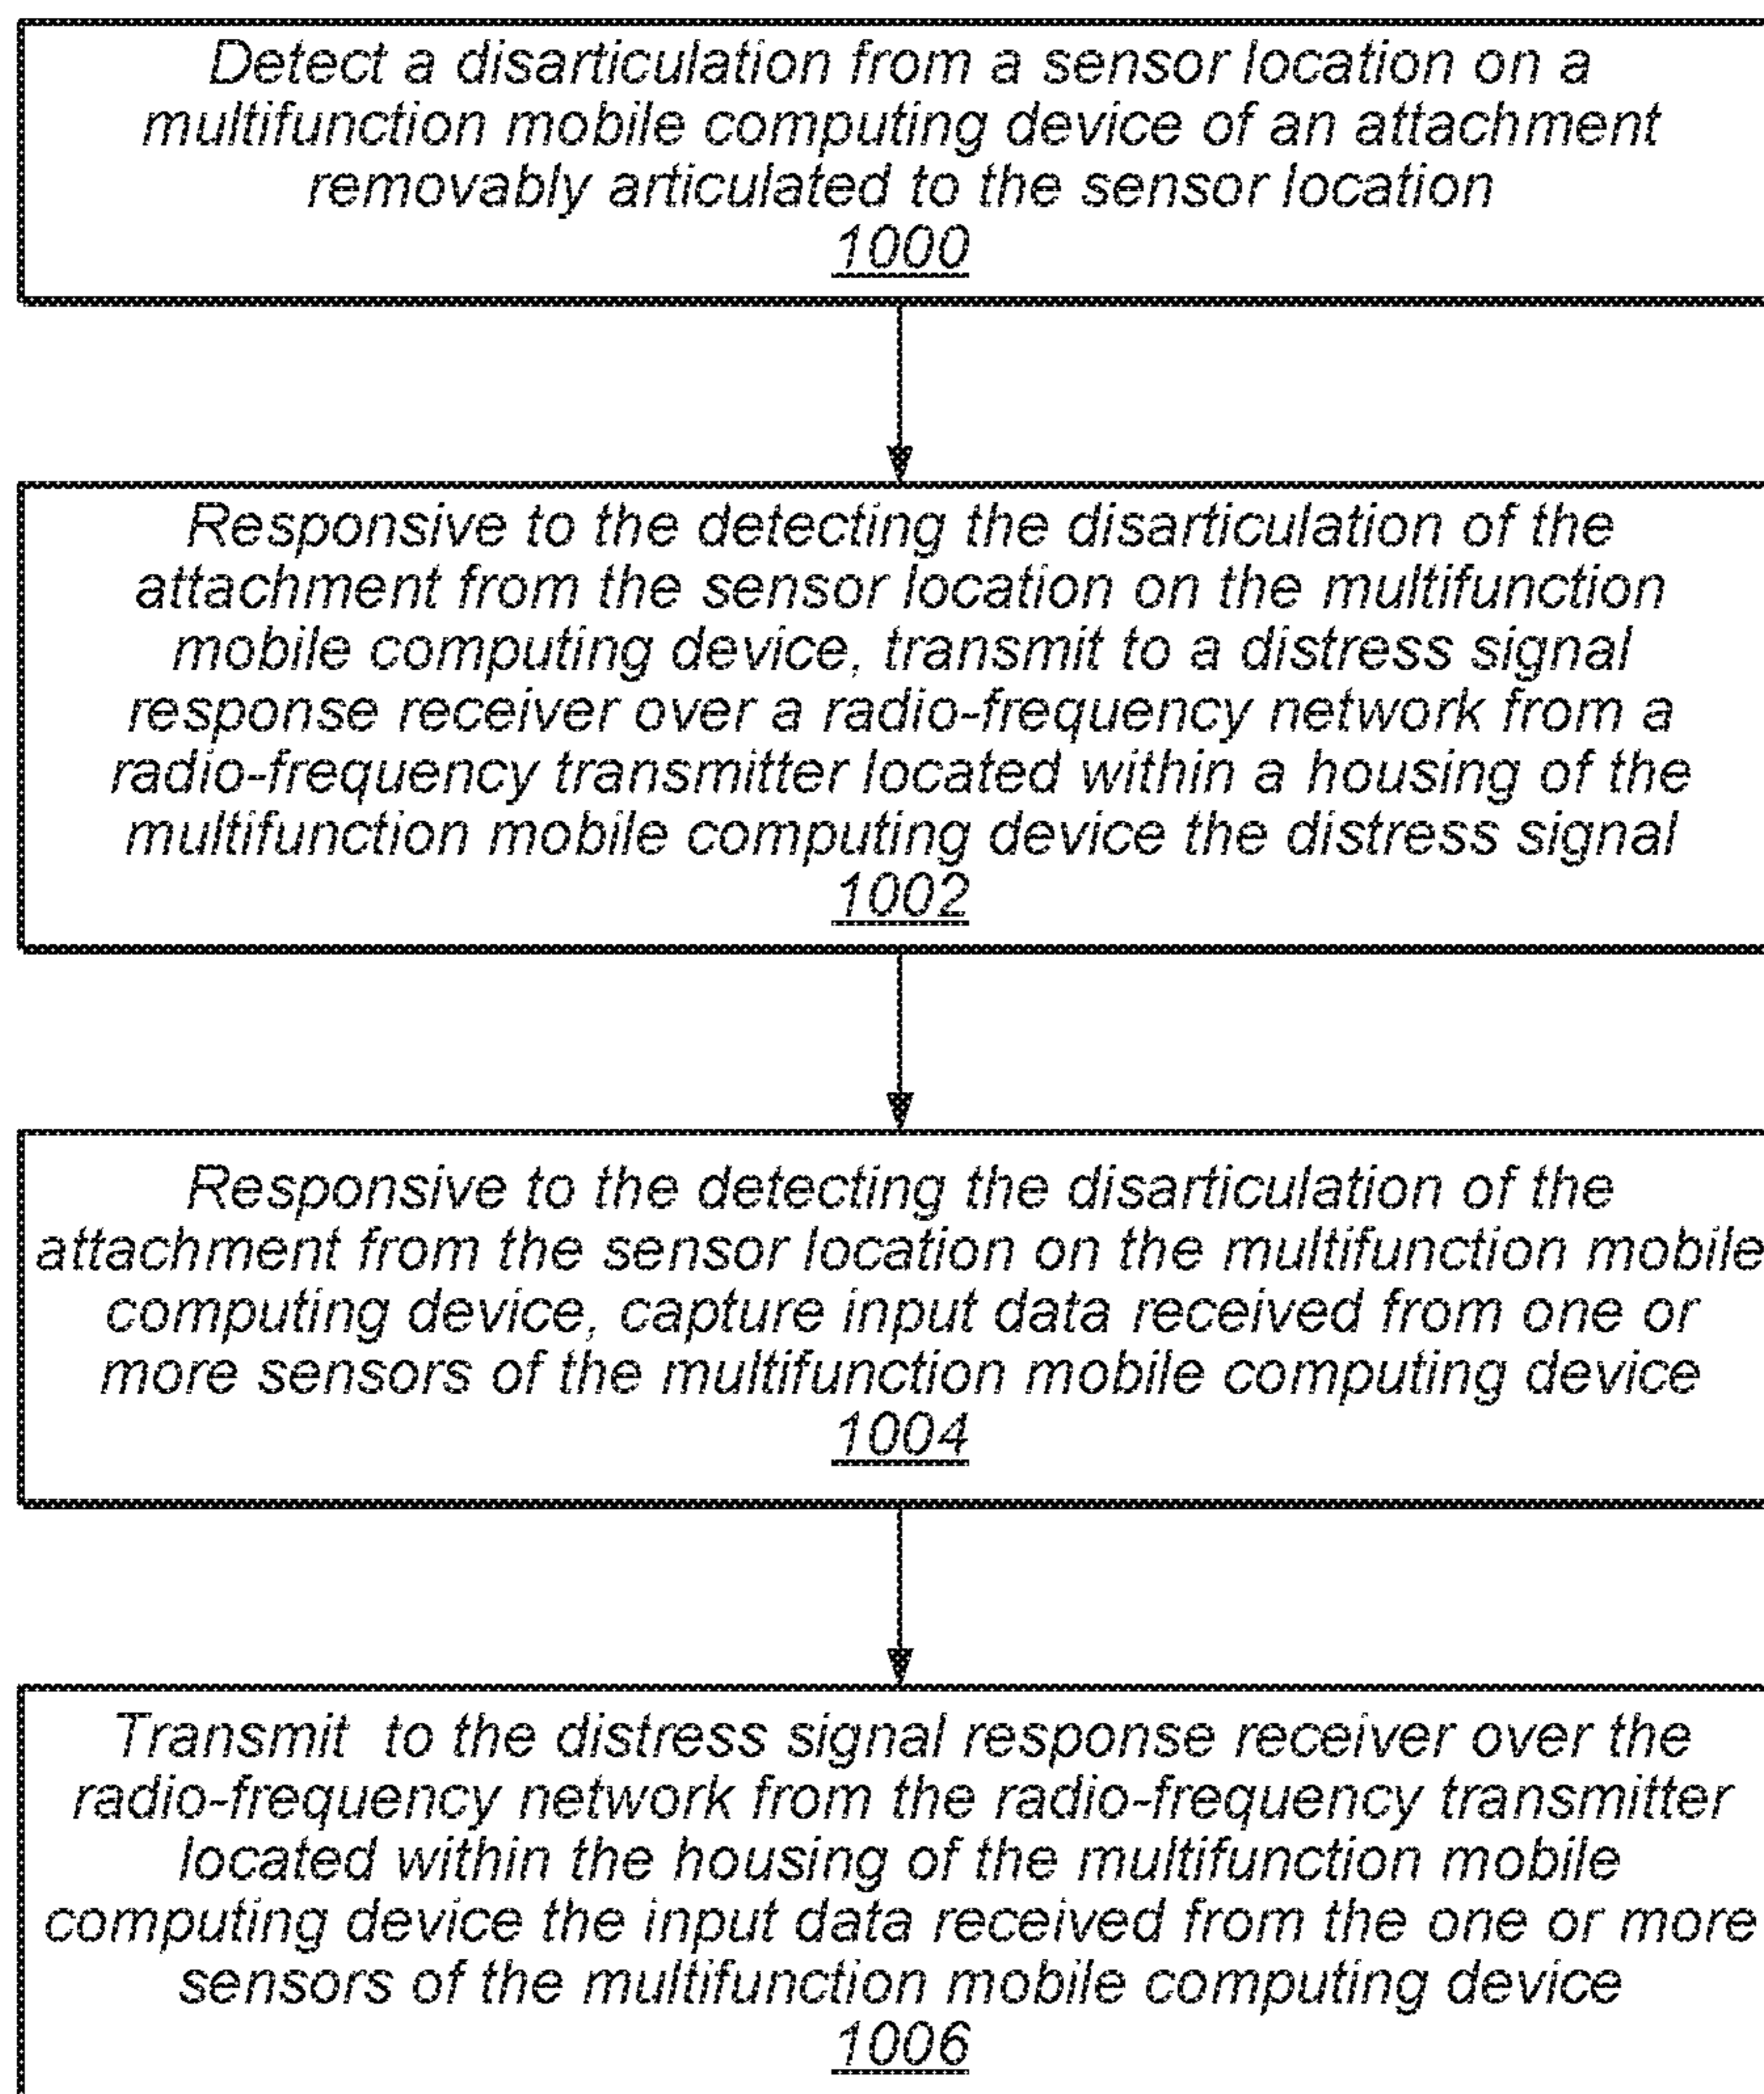 Detect a disarticulation from a sensor location on a
multifunction mobile computing device of an attachment
removably articulated to the sensor location
1000
Responsive to the detecting the disarticulation of the
attachment from the sensor location on the multifunction
mobile computing device, transmit to a distress signal
response receiver over a radio-frequency network from a
radio-frequency transmitter located within a housing of the
multifunction mobile computing device the distress signal
1002
Responsive to the detecting the disarticulation of the
attachment from the sensor location on the multifunction mobile
computing device, capture input data received from one or
more sensors of the multifunction mobile computing device
1004
Transmit to the distress signal response receiver over the
radio-frequency network from the radio-frequency transmitter
located within the housing of the multifunction mobile
computing device the input data received from the one or more
sensors of the multifunction mobile computing device
1006